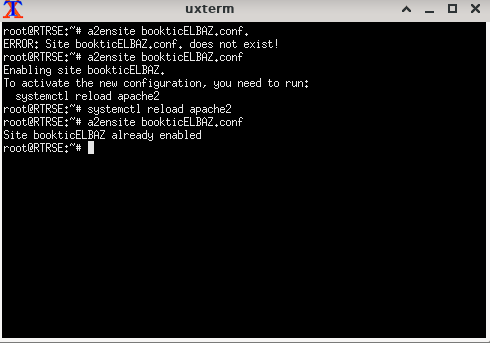 uxterm
root@RTRSE:~# a2ensite bookticELBAZ.conf.
ERROR: Site bookticELBAZ.conf. does not exist!
root@RTRSE:~# a2ensite bookticELBAZ.conf
Enabling site bookticELBAZ.
To activate the new configuration, you need to run:
  systemctl reload apache2
root@RTRSE:~# systemctl reload apache2
root@RTRSE:~# a2ensite bookticELBAZ.conf
Site bookticELBAZ already enabled
root@RTRSE:~#